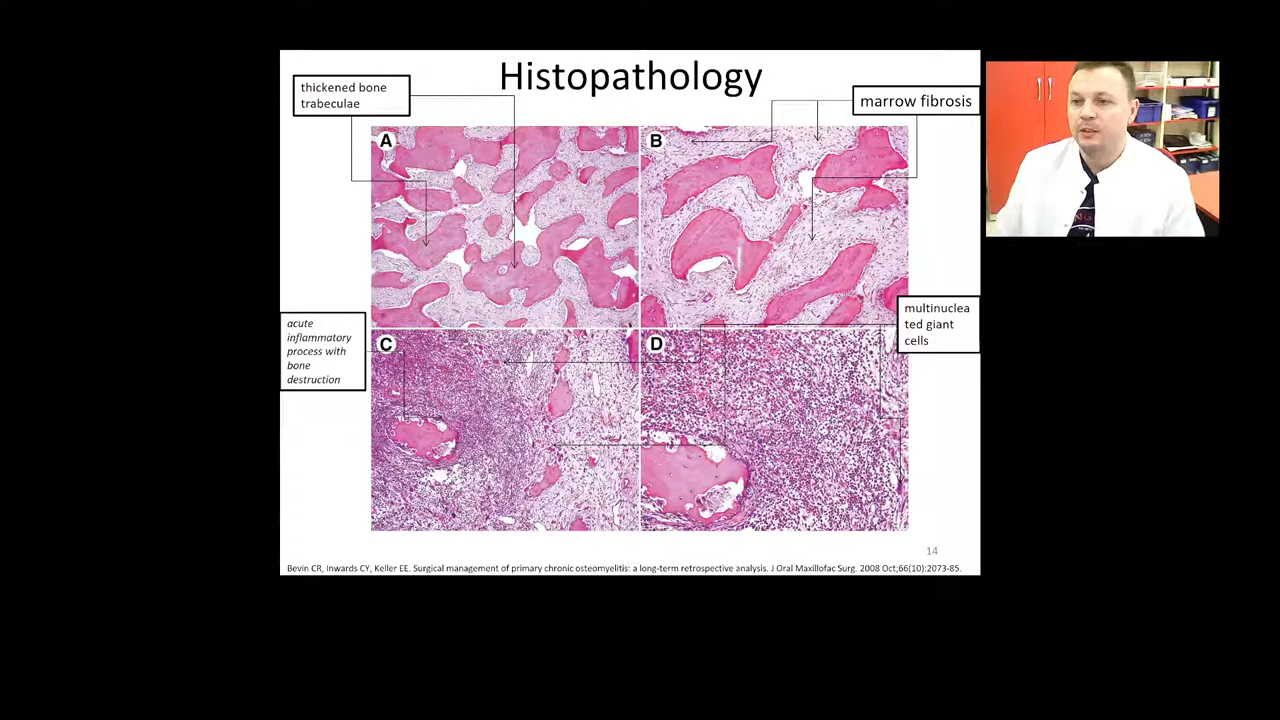 Histopathology
thickened bone
trabeculae
marrow fibrosis
A
B
acute
inflammatory
process with
bone
destruction
multinuclea
ted giant
cells
C
D
14
Bevin CR, Inwards CY, Keller EE. Surgical management of primary chronic osteomyelitis: a long-term retrospective analysis. J Oral Maxillofac Surg. 2008 Oct;66(10):2073-85.